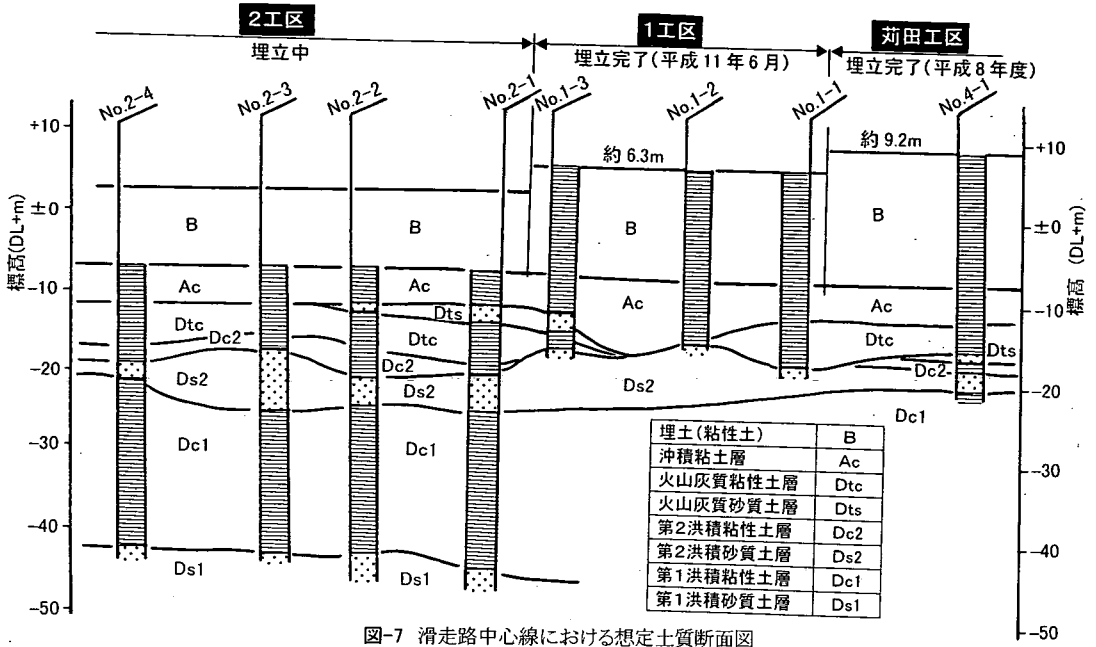 2工区
1工区
苅田工区
埋立中
埋立完了(平成11年6月)
埋立完了(平成8年度)
No.2-4
No.2-3
No.2-2
No.2-1
No.1-3
No.1-2
No.1-1
No.4-1
約 6.3m
約 9.2m
標高(DL+m)
+10
±0
-10
-20
-30
-40
-50
標高(DL+m)
+10
±0
-10
-20
-30
-40
-50
B
B
B
B
Ac
Ac
Ac
Ac
Dts
Dtc
Dc2
Dtc
Dc2
Dtc
Dts
Dc2
Ds2
Ds2
Ds2
Dc1
Dc1
Dc1
Ds1
Ds1
埋土(粘性土) B
沖積粘土層 Ac
火山灰質粘性土層 Dtc
火山灰質砂質土層 Dts
第2洪積粘性土層 Dc2
第2洪積砂質土層 Ds2
第1洪積粘性土層 Dc1
第1洪積砂質土層 Ds1
図-7 滑走路中心線における想定土質断面図